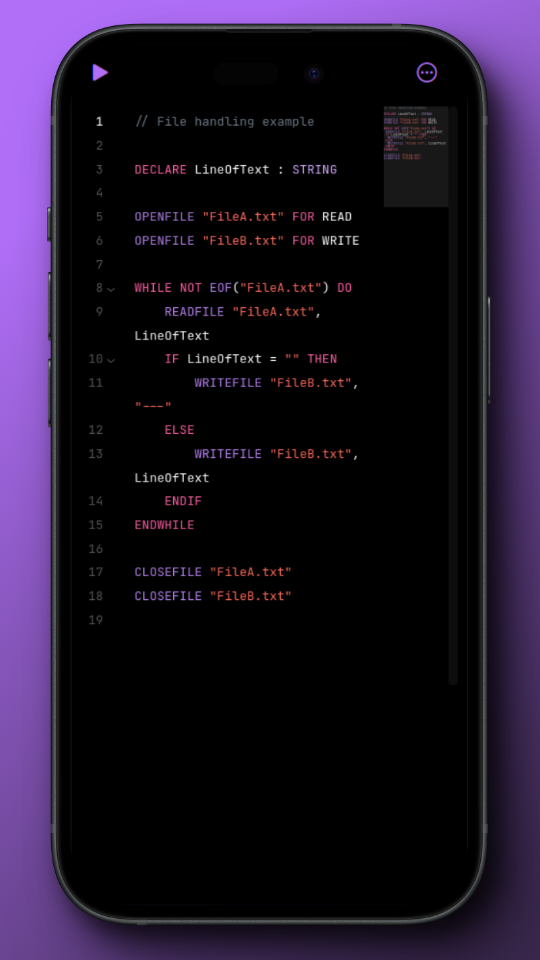 1 // File handling example
2
3 DECLARE LineOfText : STRING
4
5 OPENFILE "FileA.txt" FOR READ
6 OPENFILE "FileB.txt" FOR WRITE
7
8 WHILE NOT EOF("FileA.txt") DO
9 READFILE "FileA.txt",
LineOfText
10 IF LineOfText = "" THEN
11 WRITEFILE "FileB.txt",
"---"
12 ELSE
13 WRITEFILE "FileB.txt",
LineOfText
14 ENDIF
15 ENDWHILE
16
17 CLOSEFILE "FileA.txt"
18 CLOSEFILE "FileB.txt"
19